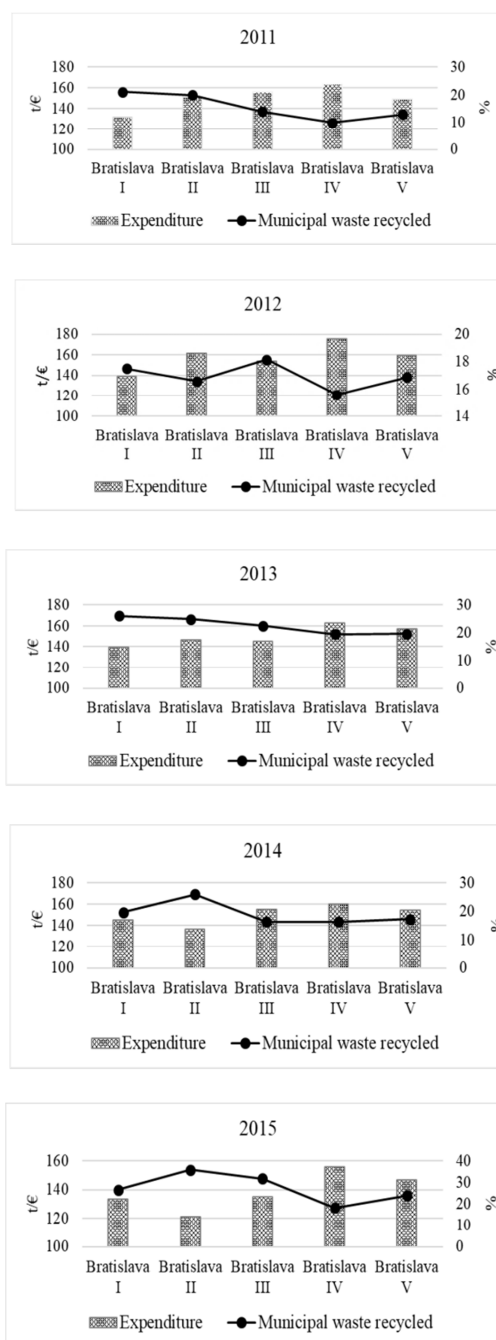 2011
180
160
140
120
100
t/€
30
20
10
0
%
Bratislava I
Bratislava II
Bratislava III
Bratislava IV
Bratislava V
Expenditure
Municipal waste recycled
2012
180
160
140
120
100
t/€
20
18
16
14
%
Bratislava I
Bratislava II
Bratislava III
Bratislava IV
Bratislava V
Expenditure
Municipal waste recycled
2013
180
160
140
120
100
t/€
30
20
10
0
%
Bratislava I
Bratislava II
Bratislava III
Bratislava IV
Bratislava V
Expenditure
Municipal waste recycled
2014
180
160
140
120
100
t/€
30
20
10
0
%
Bratislava I
Bratislava II
Bratislava III
Bratislava IV
Bratislava V
Expenditure
Municipal waste recycled
2015
160
140
120
100
t/€
40
30
20
10
0
%
Bratislava I
Bratislava II
Bratislava III
Bratislava IV
Bratislava V
Expenditure
Municipal waste recycled